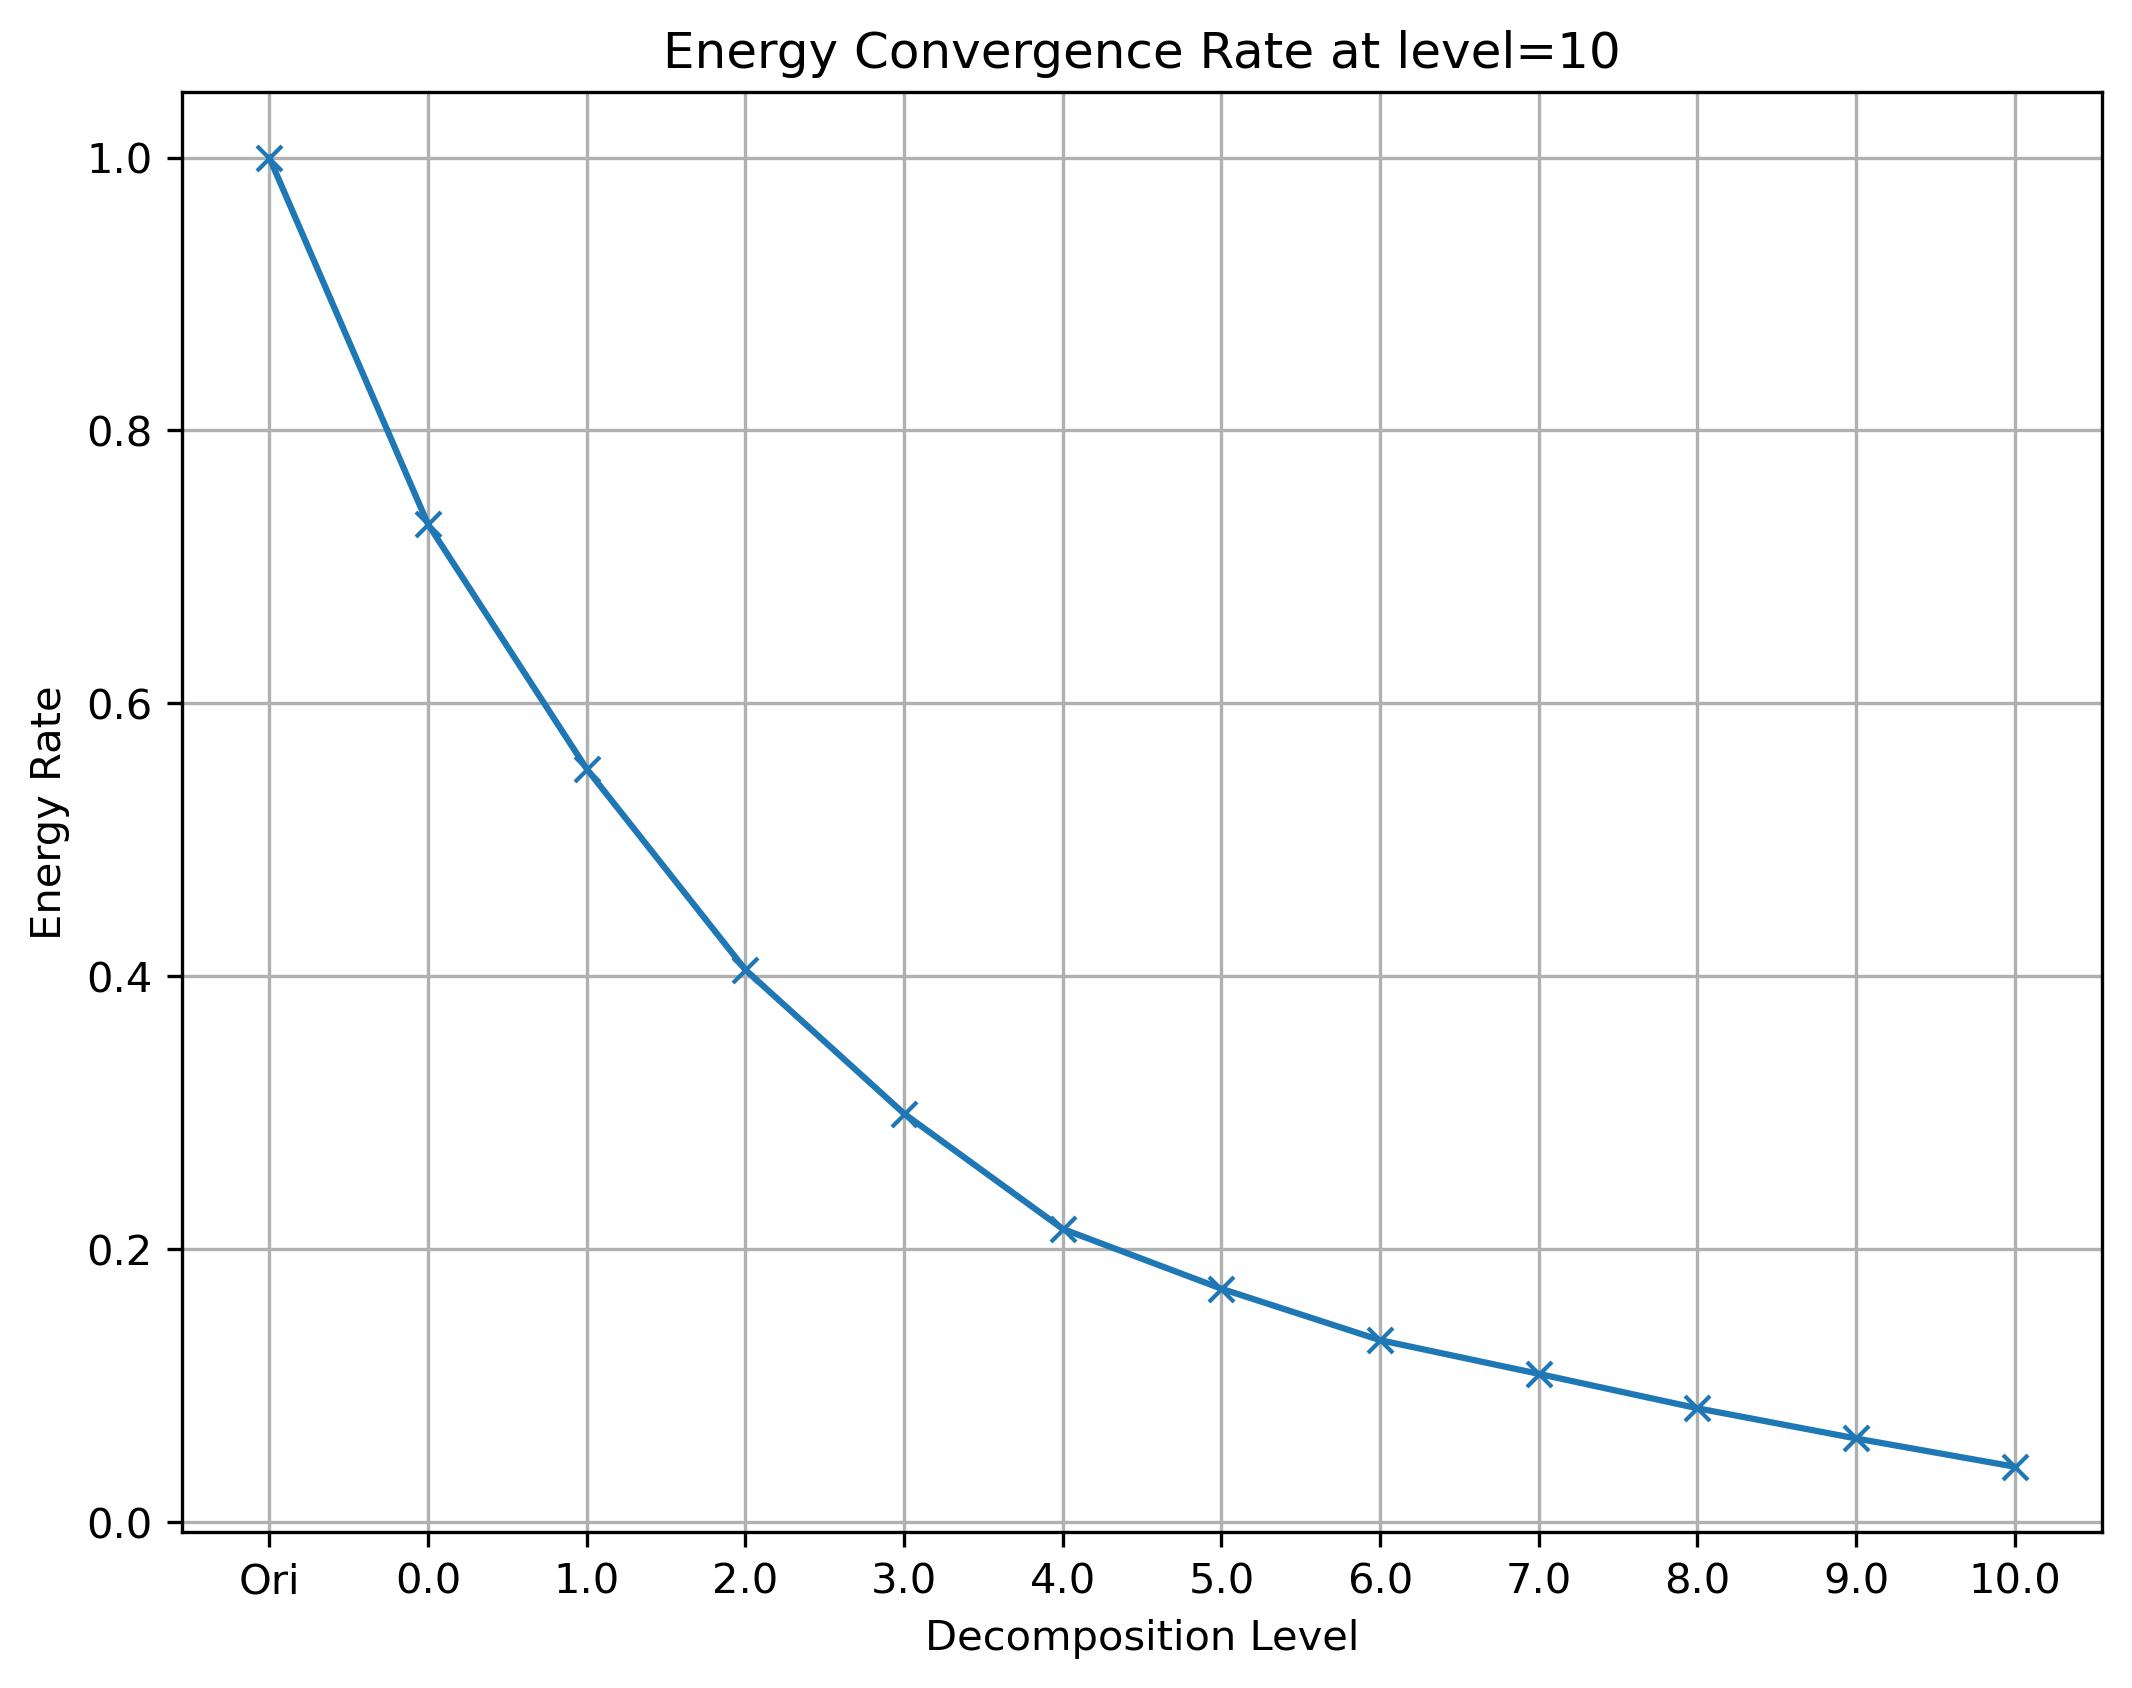 Energy Convergence Rate at level=10
1.0
0.8
0.6
0.4
0.2
0.0
Energy Rate
Ori 0.0 1.0 2.0 3.0 4.0 5.0 6.0 7.0 8.0 9.0 10.0
Decomposition Level